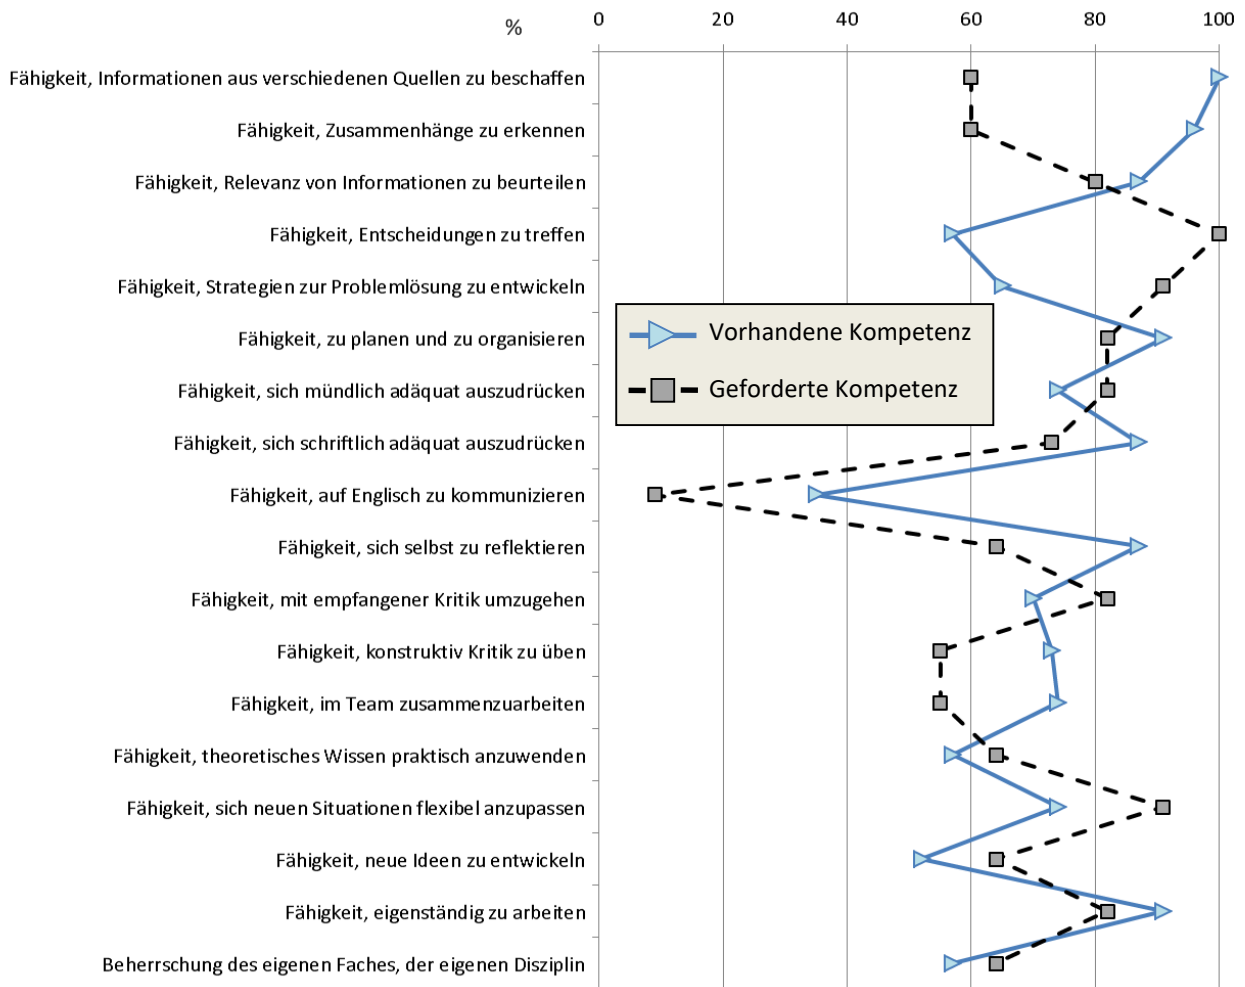 % 0 20 40 60 80 100
Fähigkeit, Informationen aus verschiedenen Quellen zu beschaffen
Fähigkeit, Zusammenhänge zu erkennen
Fähigkeit, Relevanz von Informationen zu beurteilen
Fähigkeit, Entscheidungen zu treffen
Fähigkeit, Strategien zur Problemlösung zu entwickeln
Fähigkeit, zu planen und zu organisieren
Fähigkeit, sich mündlich adäquat auszudrücken
Fähigkeit, sich schriftlich adäquat auszudrücken
Fähigkeit, auf Englisch zu kommunizieren
Fähigkeit, sich selbst zu reflektieren
Fähigkeit, mit empfangener Kritik umzugehen
Fähigkeit, konstruktiv Kritik zu üben
Fähigkeit, im Team zusammenzuarbeiten
Fähigkeit, theoretisches Wissen praktisch anzuwenden
Fähigkeit, sich neuen Situationen flexibel anzupassen
Fähigkeit, neue Ideen zu entwickeln
Fähigkeit, eigenständig zu arbeiten
Beherrschung des eigenen Faches, der eigenen Disziplin
Vorhandene Kompetenz
Geforderte Kompetenz